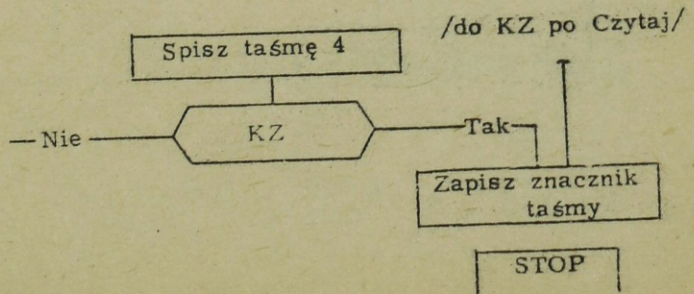 /do KZ po Czytaj/
Spisz taśmę 4
Nie
KZ
Tak
Zapisz znacznik
taśmy
STOP